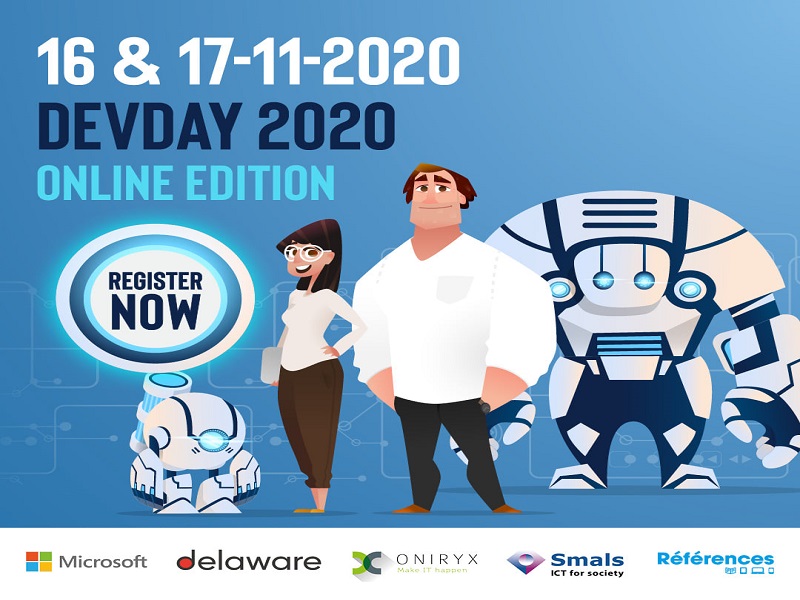 16 & 17-11-2020
DEVDAY 2020
ONLINE EDITION
REGISTER
NOW
Microsoft
delaware
ONIRYX
Make IT happen
Smals
ICT for society
Références